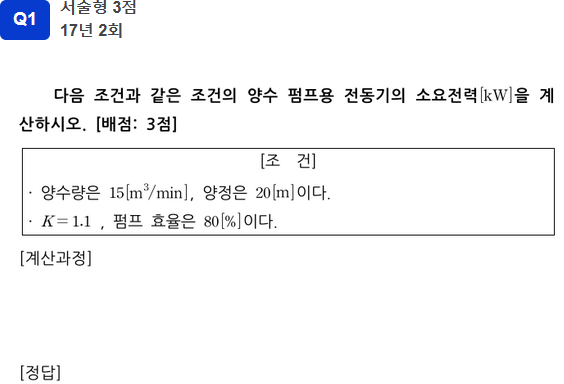 Q1
서술형 3점
17년 2회
다음 조건과 같은 조건의 양수 펌프용 전동기의 소요전력[kW]을 계
산하시오. [배점: 3점]
[조 건]
· 양수량은 15[m³/min], 양정은 20[m]이다.
· K=1.1 , 펌프 효율은 80[%]이다.
[계산과정]
[정답]